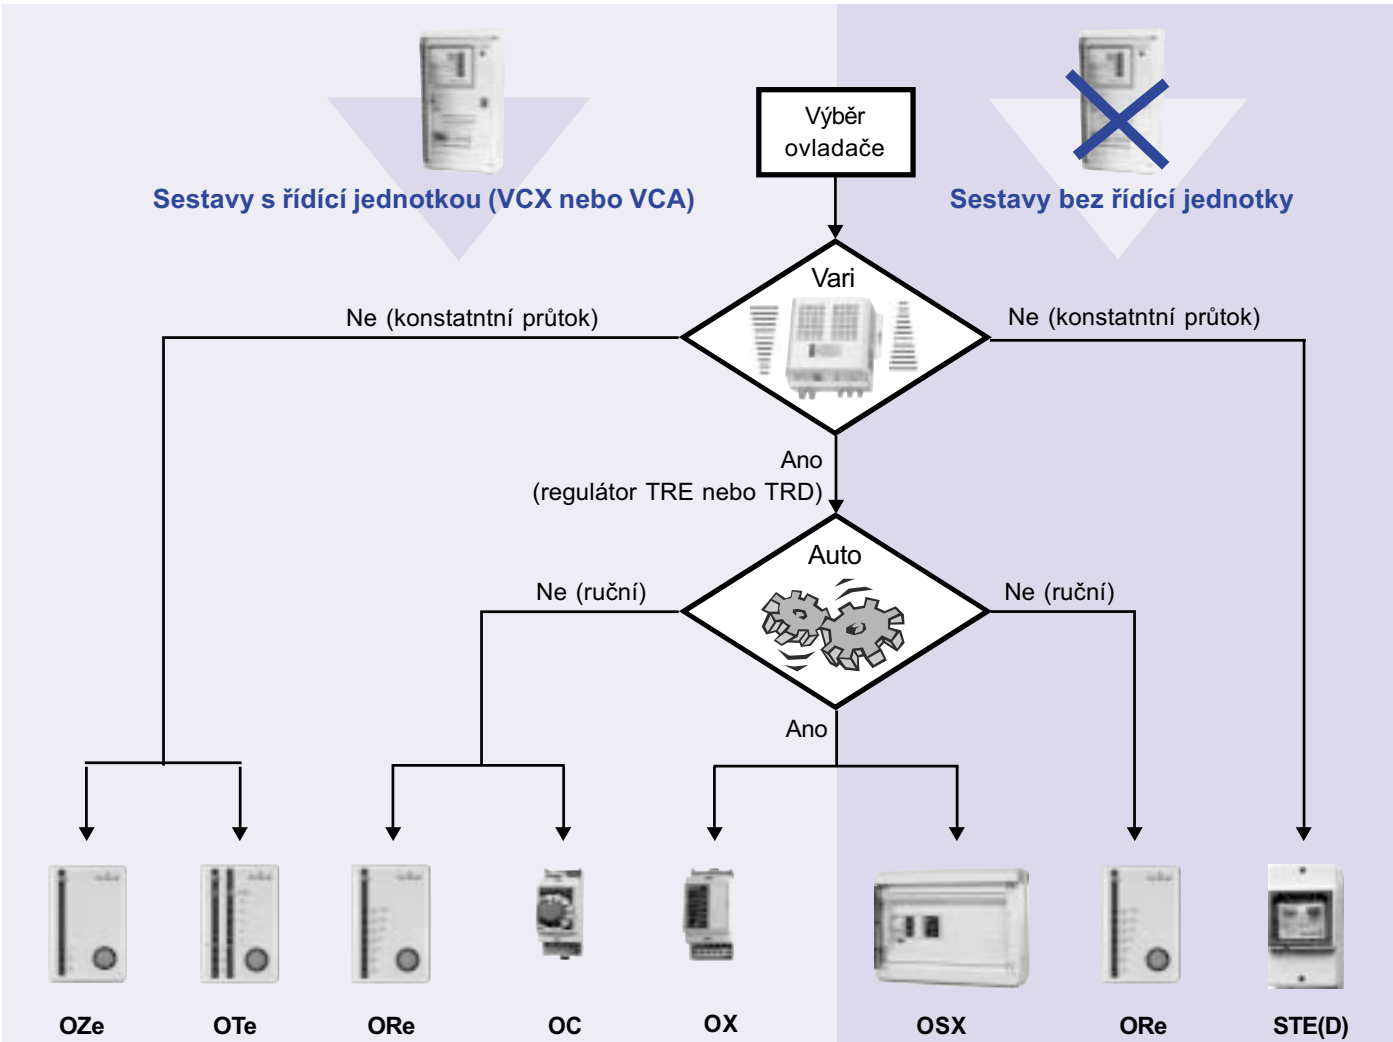 Výběr
ovladače
Sestavy s řídící jednotkou (VCX nebo VCA)
Sestavy bez řídící jednotky
Vari
Ne (konstatntní průtok)
Ne (konstatntní průtok)
Ano
(regulátor TRE nebo TRD)
Auto
Ne (ruční)
Ne (ruční)
Ano
OZe
OTe
ORe
OC
OX
OSX
ORe
STE(D)